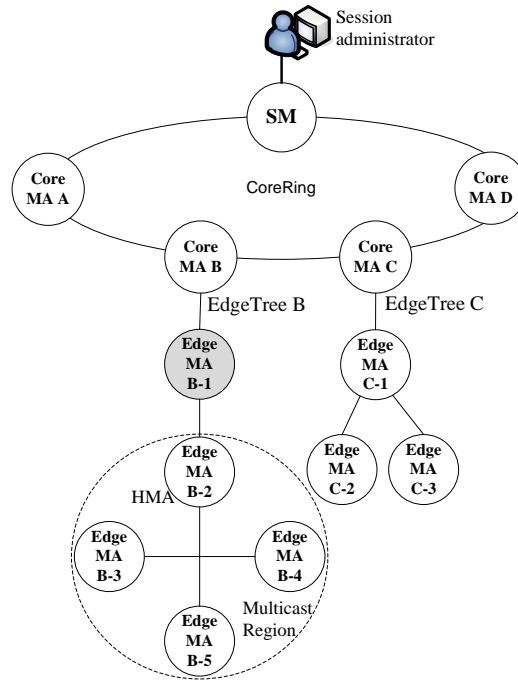 Session
administrator
SM
Core
MA A
CoreRing
Core
MA D
Core
MA B
Core
MA C
EdgeTree B
EdgeTree C
Edge
MA
B-1
Edge
MA
C-1
Edge
MA
B-2
Edge
MA
C-2
Edge
MA
C-3
HMA
Edge
MA
B-3
Edge
MA
B-4
Multicast
Region
Edge
MA
B-5